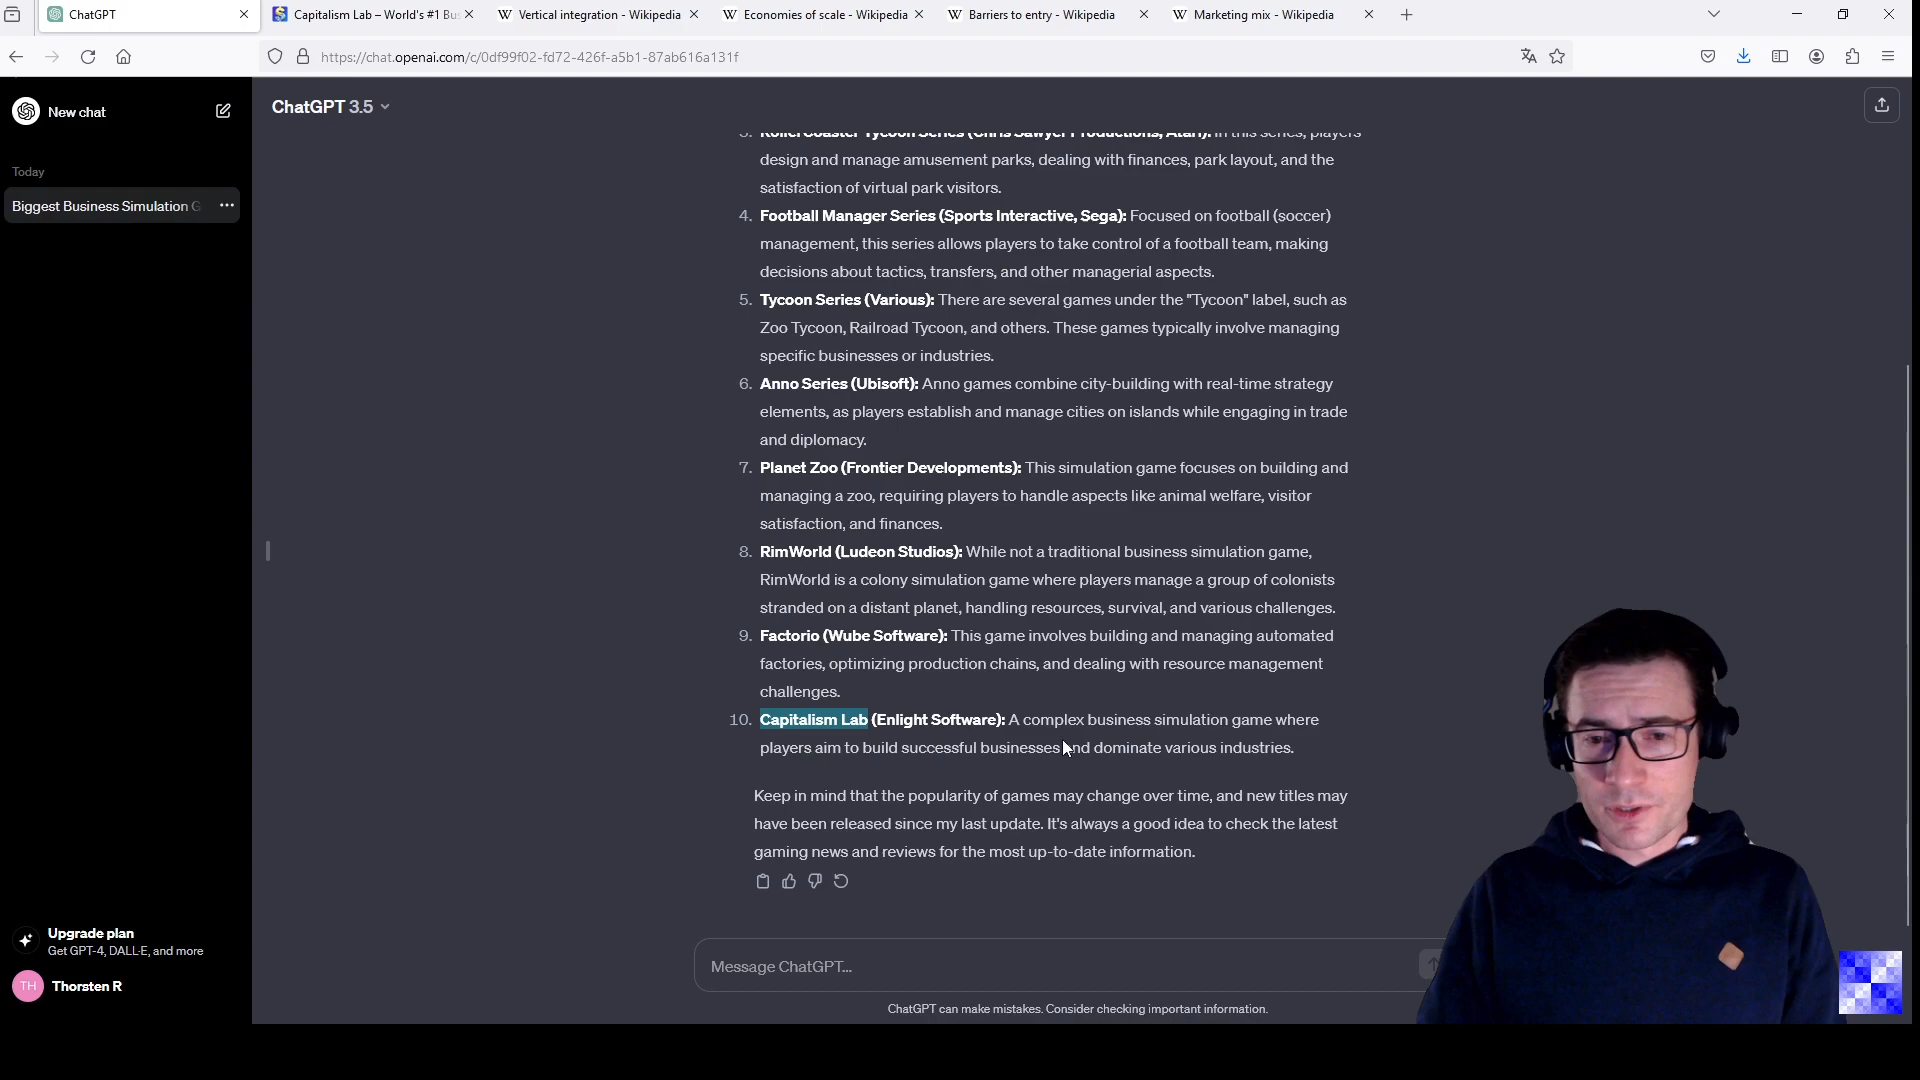 ChatGPT
Capitalism Lab – World's #1 Bu
Vertical integration - Wikipedia
Economies of scale - Wikipedia
Barriers to entry - Wikipedia
Marketing mix - Wikipedia
https://chat.openai.com/c/0df99f02-fd72-426f-a5b1-87ab616a131f
New chat
ChatGPT 3.5
Today
Biggest Business Simulation G
3. RollerCoaster Tycoon Series (Chris Sawyer Productions, Atari): In this series, players
design and manage amusement parks, dealing with finances, park layout, and the
satisfaction of virtual park visitors.
4. Football Manager Series (Sports Interactive, Sega): Focused on football (soccer)
management, this series allows players to take control of a football team, making
decisions about tactics, transfers, and other managerial aspects.
5. Tycoon Series (Various): There are several games under the "Tycoon" label, such as
Zoo Tycoon, Railroad Tycoon, and others. These games typically involve managing
specific businesses or industries.
6. Anno Series (Ubisoft): Anno games combine city-building with real-time strategy
elements, as players establish and manage cities on islands while engaging in trade
and diplomacy.
7. Planet Zoo (Frontier Developments): This simulation game focuses on building and
managing a zoo, requiring players to handle aspects like animal welfare, visitor
satisfaction, and finances.
8. RimWorld (Ludeon Studios): While not a traditional business simulation game,
RimWorld is a colony simulation game where players manage a group of colonists
stranded on a distant planet, handling resources, survival, and various challenges.
9. Factorio (Wube Software): This game involves building and managing automated
factories, optimizing production chains, and dealing with resource management
challenges.
10. Capitalism Lab (Enlight Software): A complex business simulation game where
players aim to build successful businesses and dominate various industries.
Keep in mind that the popularity of games may change over time, and new titles may
have been released since my last update. It's always a good idea to check the latest
gaming news and reviews for the most up-to-date information.
Upgrade plan
Get GPT-4, DALL·E, and more
TH Thorsten R
Message ChatGPT...
ChatGPT can make mistakes. Consider checking important information.